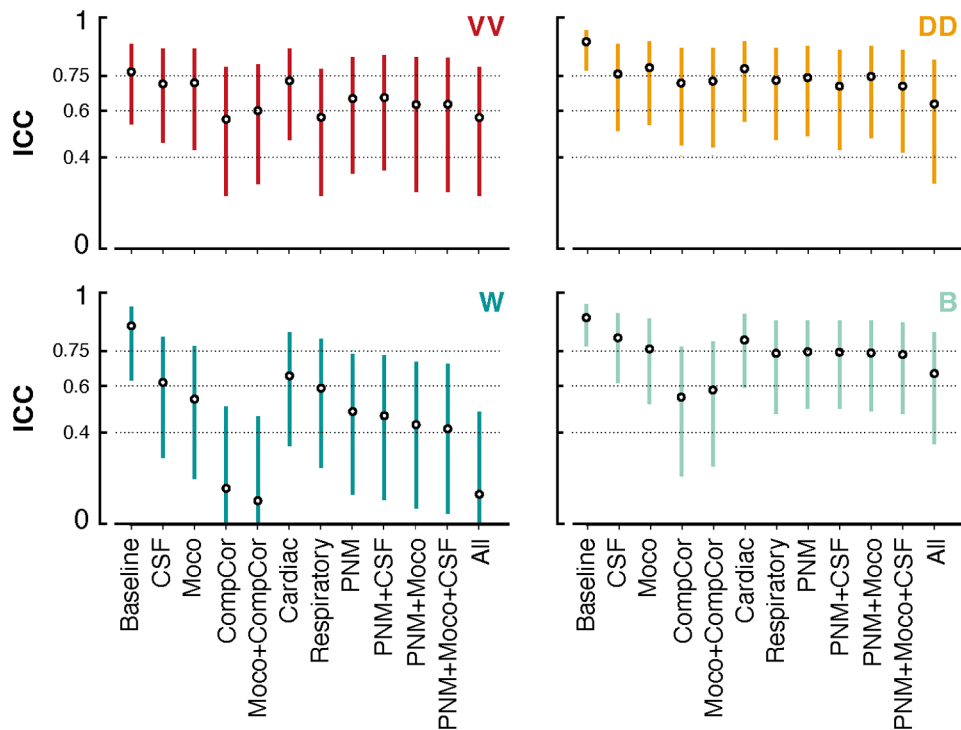 VV
ICC
1
0.75
0.6
0.4
0
DD
W
ICC
1
0.75
0.6
0.4
0
B
Baseline
CSF
Moco
CompCor
Moco+CompCor
Cardiac
Respiratory
PNM
PNM+CSF
PNM+Moco
PNM+Moco+CSF
All
Baseline
CSF
Moco
CompCor
Moco+CompCor
Cardiac
Respiratory
PNM
PNM+CSF
PNM+Moco
PNM+Moco+CSF
All